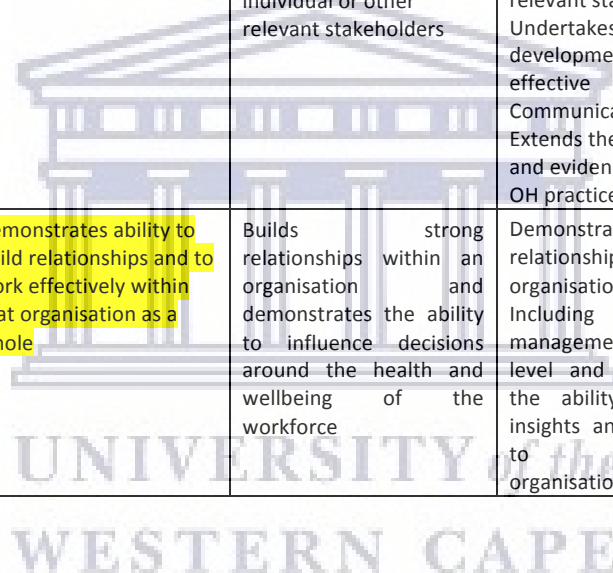 individual or other
relevant stakeholders
relevant sta
Undertakes
developme
effective
Communica
Extends the
and eviden
OH practice
emonstrates ability to
ild relationships and to
ork effectively within
at organisation as a
hole
Builds strong
relationships within an
organisation and
demonstrates the ability
to influence decisions
around the health and
wellbeing of the
workforce
Demonstra
relationship
organisatio
Including
manageme
level and
the ability
insights an
to
organisatio
UNIVERSITY of the
WESTERN CAPE